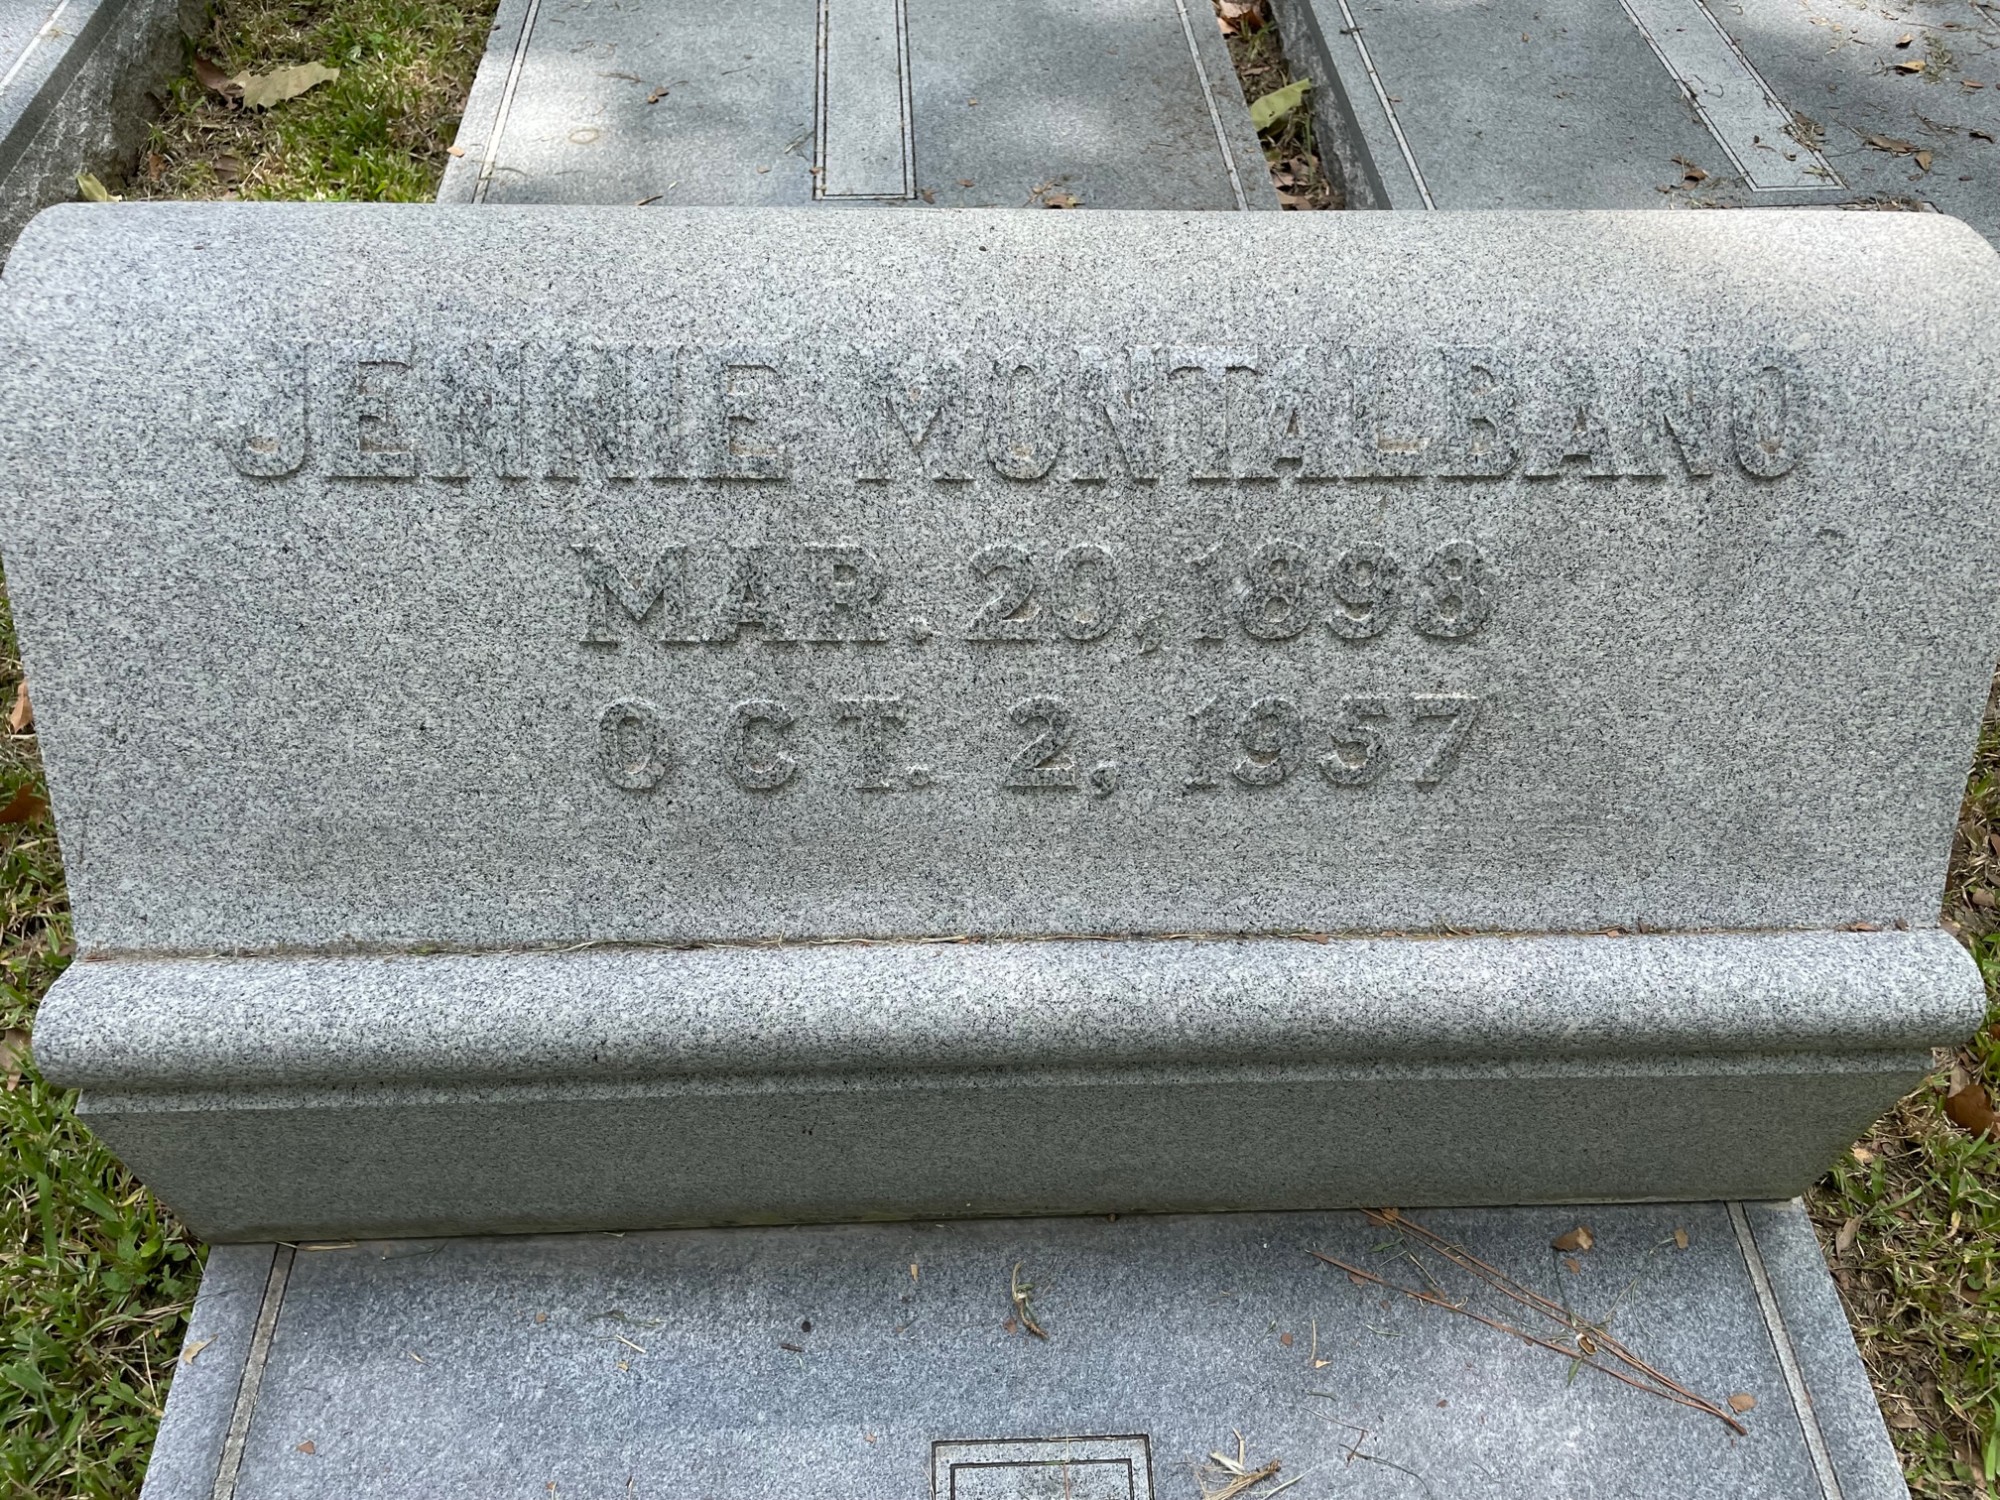 JENNIE MONTALBANO
MAR. 20, 1898
OCT. 2, 1957